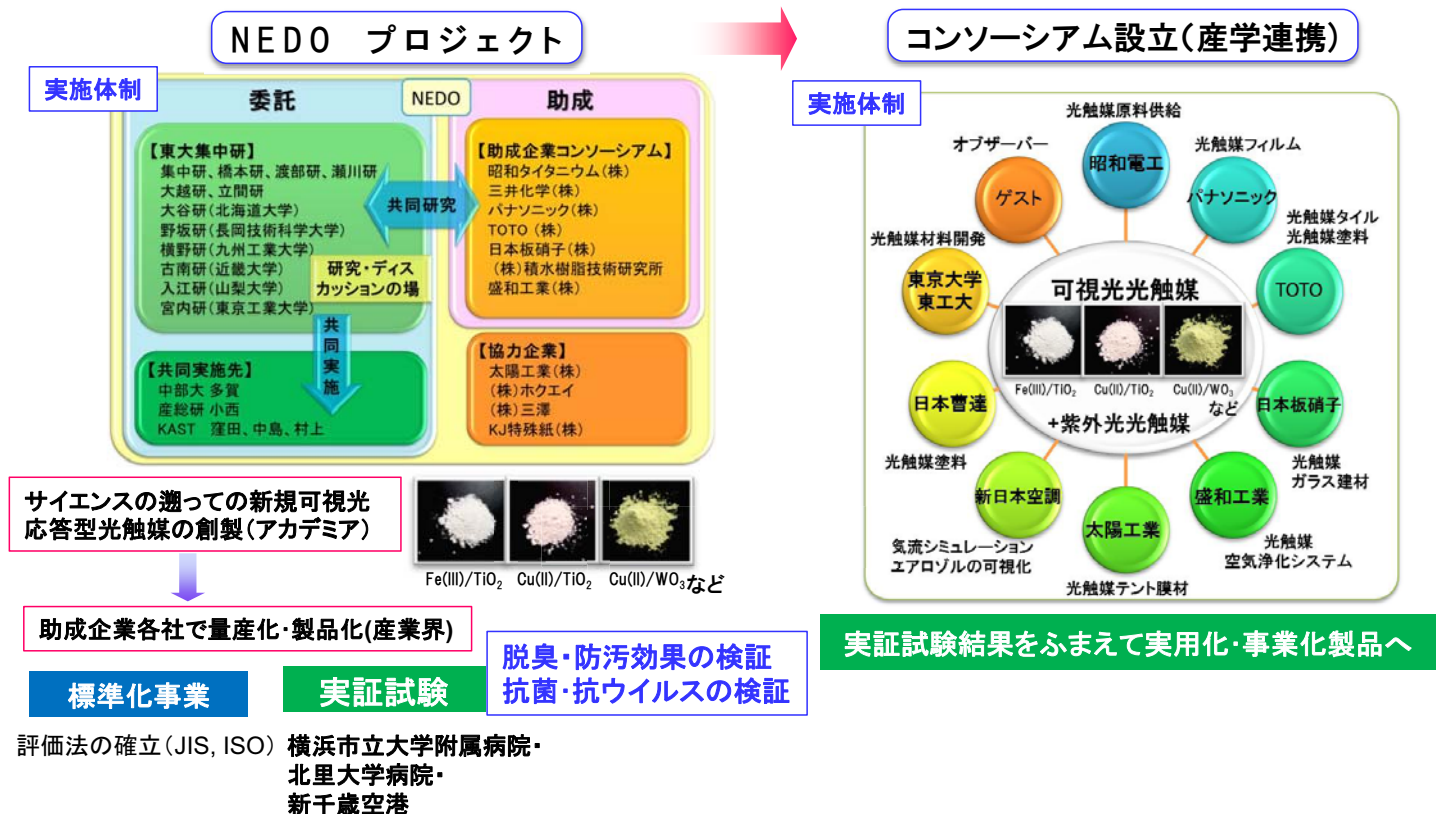 NEDO プロジェクト
実施体制
委託
NEDO
助成
【東大集中研】
集中研、橋本研、渡部研、瀬川研
大越研、立間研
大谷研(北海道大学)
野坂研(長岡技術科学大学)
横野研(九州工業大学)
古南研(近畿大学)
入江研(山梨大学)
宮内研(東京工業大学)
共同研究
研究・ディス
カッションの場
【助成企業コンソーシアム】
昭和タイタニウム(株)
三井化学(株)
パナソニック(株)
TOTO (株)
日本板硝子(株)
(株)積水樹脂技術研究所
盛和工業(株)
共同実施
【共同実施先】
中部大 多賀
産総研 小西
KAST 窪田、中島、村上
【協力企業】
太陽工業(株)
(株)ホクエイ
(株)三澤
KJ特殊紙(株)
サイエンスの遡っての新規可視光
応答型光触媒の創製(アカデミア)
Fe(III)/TiO₂ Cu(II)/TiO₂ Cu(II)/WO₃など
助成企業各社で量産化・製品化(産業界)
標準化事業
評価法の確立(JIS, ISO)
実証試験
脱臭・防汚効果の検証
抗菌・抗ウイルスの検証
横浜市立大学附属病院・
北里大学病院・
新千歳空港
コンソーシアム設立(産学連携)
実施体制
光触媒原料供給
昭和電工
オブザーバー
ゲスト
光触媒フィルム
パナソニック
光触媒タイル
光触媒塗料
TOTO
光触媒材料開発
東京大学
東工大
可視光光触媒
Fe(III)/TiO₂ Cu(II)/TiO₂ Cu(II)/WO₃
など
+紫外光光触媒
日本曹達
光触媒塗料
日本板硝子
光触媒
ガラス建材
新日本空調
気流シミュレーション
エアロゾルの可視化
太陽工業
光触媒テント膜材
盛和工業
光触媒
空気浄化システム
実証試験結果をふまえて実用化・事業化製品へ